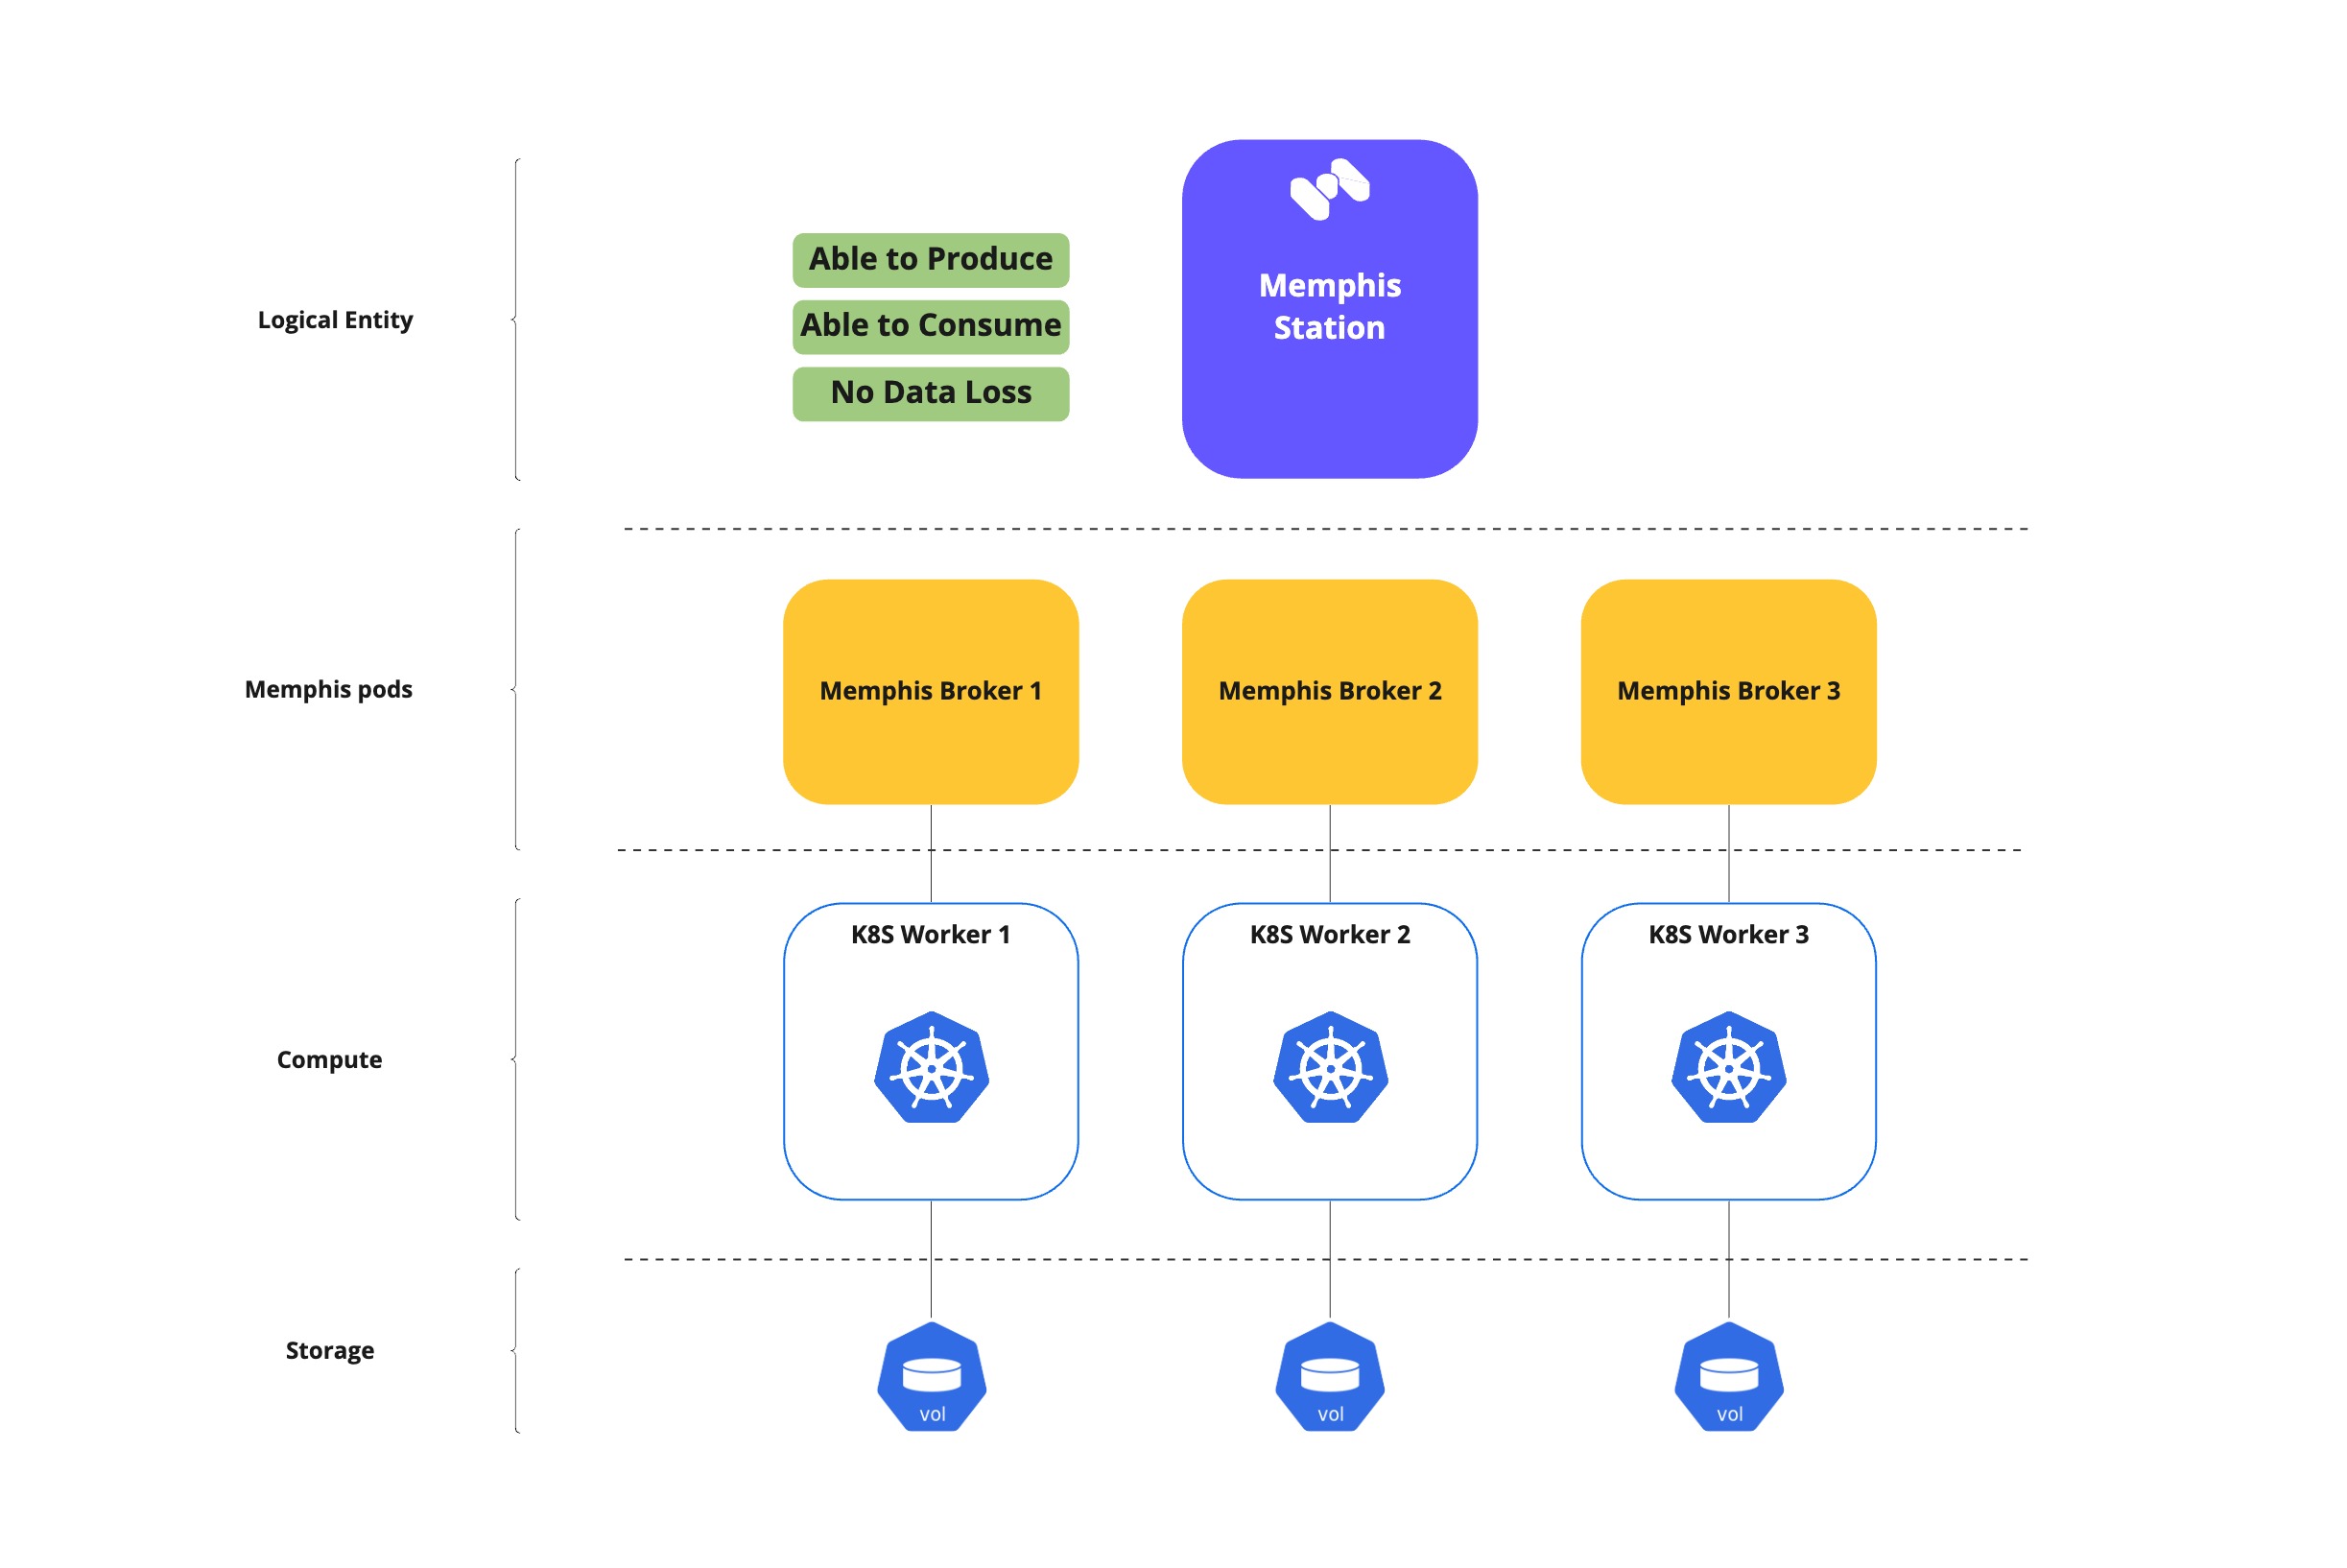 Logical Entity
Able to Produce
Able to Consume
No Data Loss
Memphis
Station
Memphis pods
Memphis Broker 1
Memphis Broker 2
Memphis Broker 3
Compute
K8S Worker 1
K8S Worker 2
K8S Worker 3
Storage
vol
vol
vol